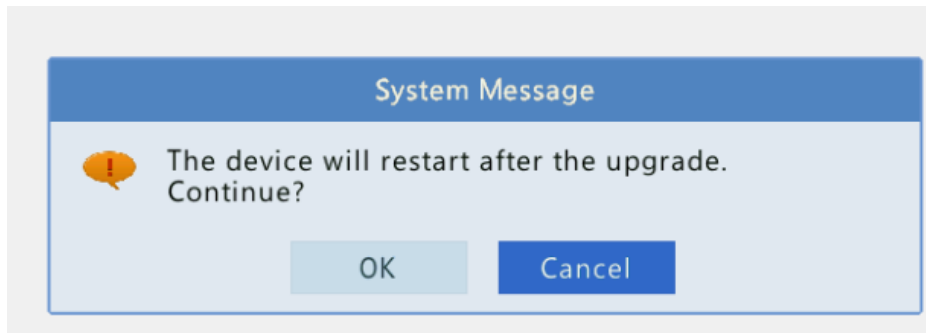 System Message
The device will restart after the upgrade.
Continue?
OK
Cancel